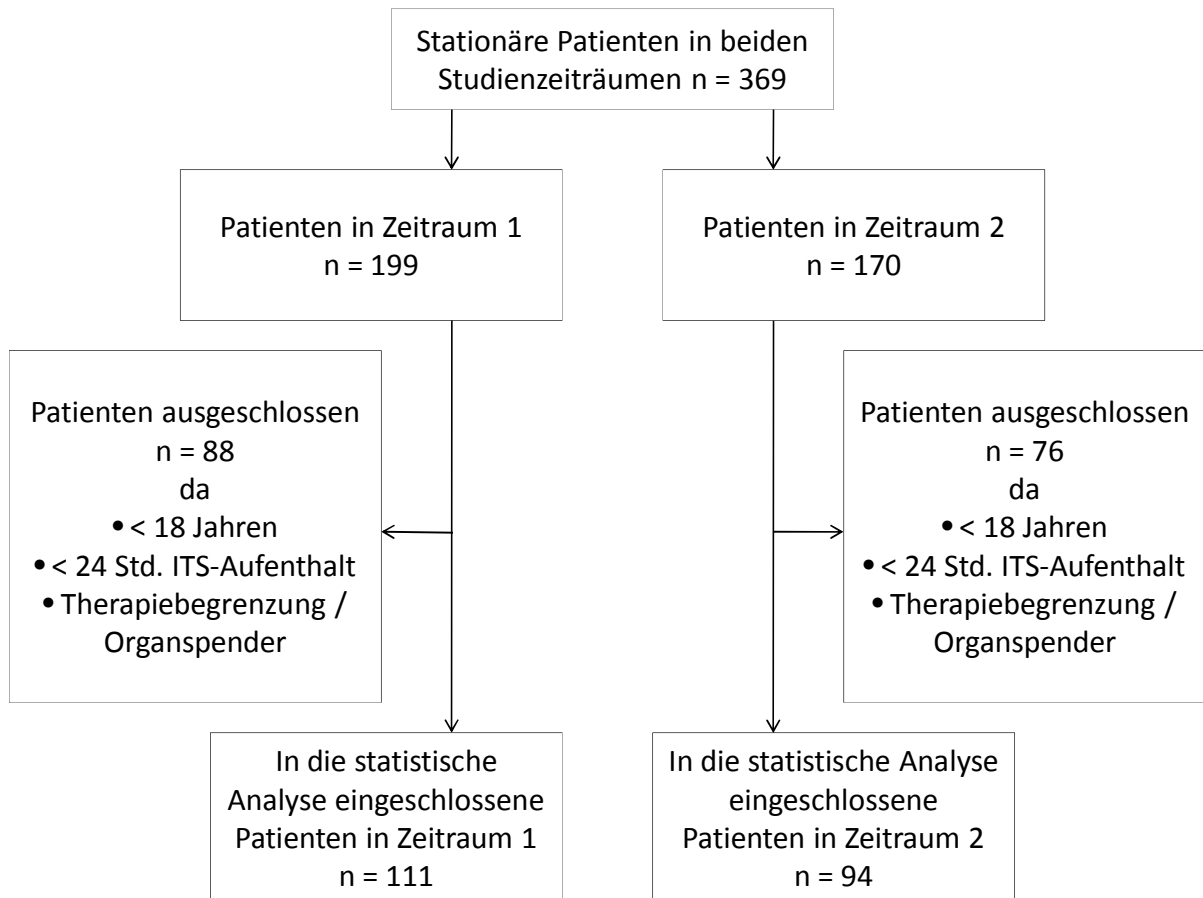 Stationäre Patienten in beiden
Studienzeiträumen n = 369
Patienten in Zeitraum 1
n = 199
Patienten in Zeitraum 2
n = 170
Patienten ausgeschlossen
n = 88
da
• < 18 Jahren
• < 24 Std. ITS-Aufenthalt
• Therapiebegrenzung /
Organspender
Patienten ausgeschlossen
n = 76
da
• < 18 Jahren
• < 24 Std. ITS-Aufenthalt
• Therapiebegrenzung /
Organspender
In die statistische
Analyse eingeschlossene
Patienten in Zeitraum 1
n = 111
In die statistische Analyse
eingeschlossene
Patienten in Zeitraum 2
n = 94